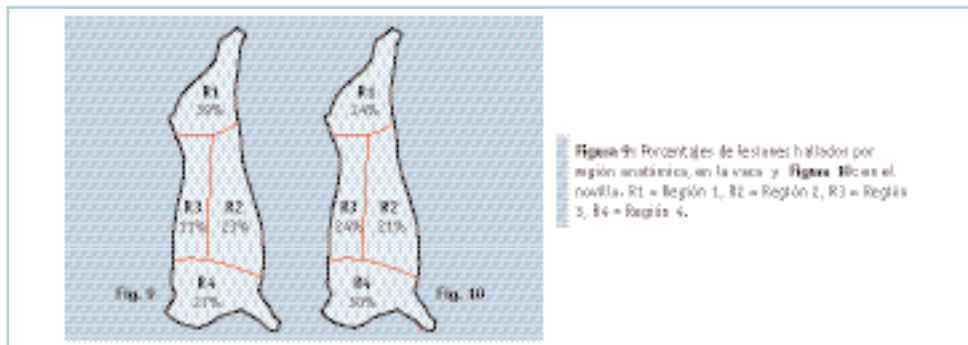 R1
39%
R3
R2
23%
R4
27%
Fig. 9
R1
24%
R3
R2
24%
21%
R4
30%
Fig. 10
Figura 9: Porcentajes de lesiones hallados por
región anatómica, en la vaca y Figura 10: en el
novillo. R1 = Región 1, R2 = Región 2, R3 = Región
3, R4 = Región 4.